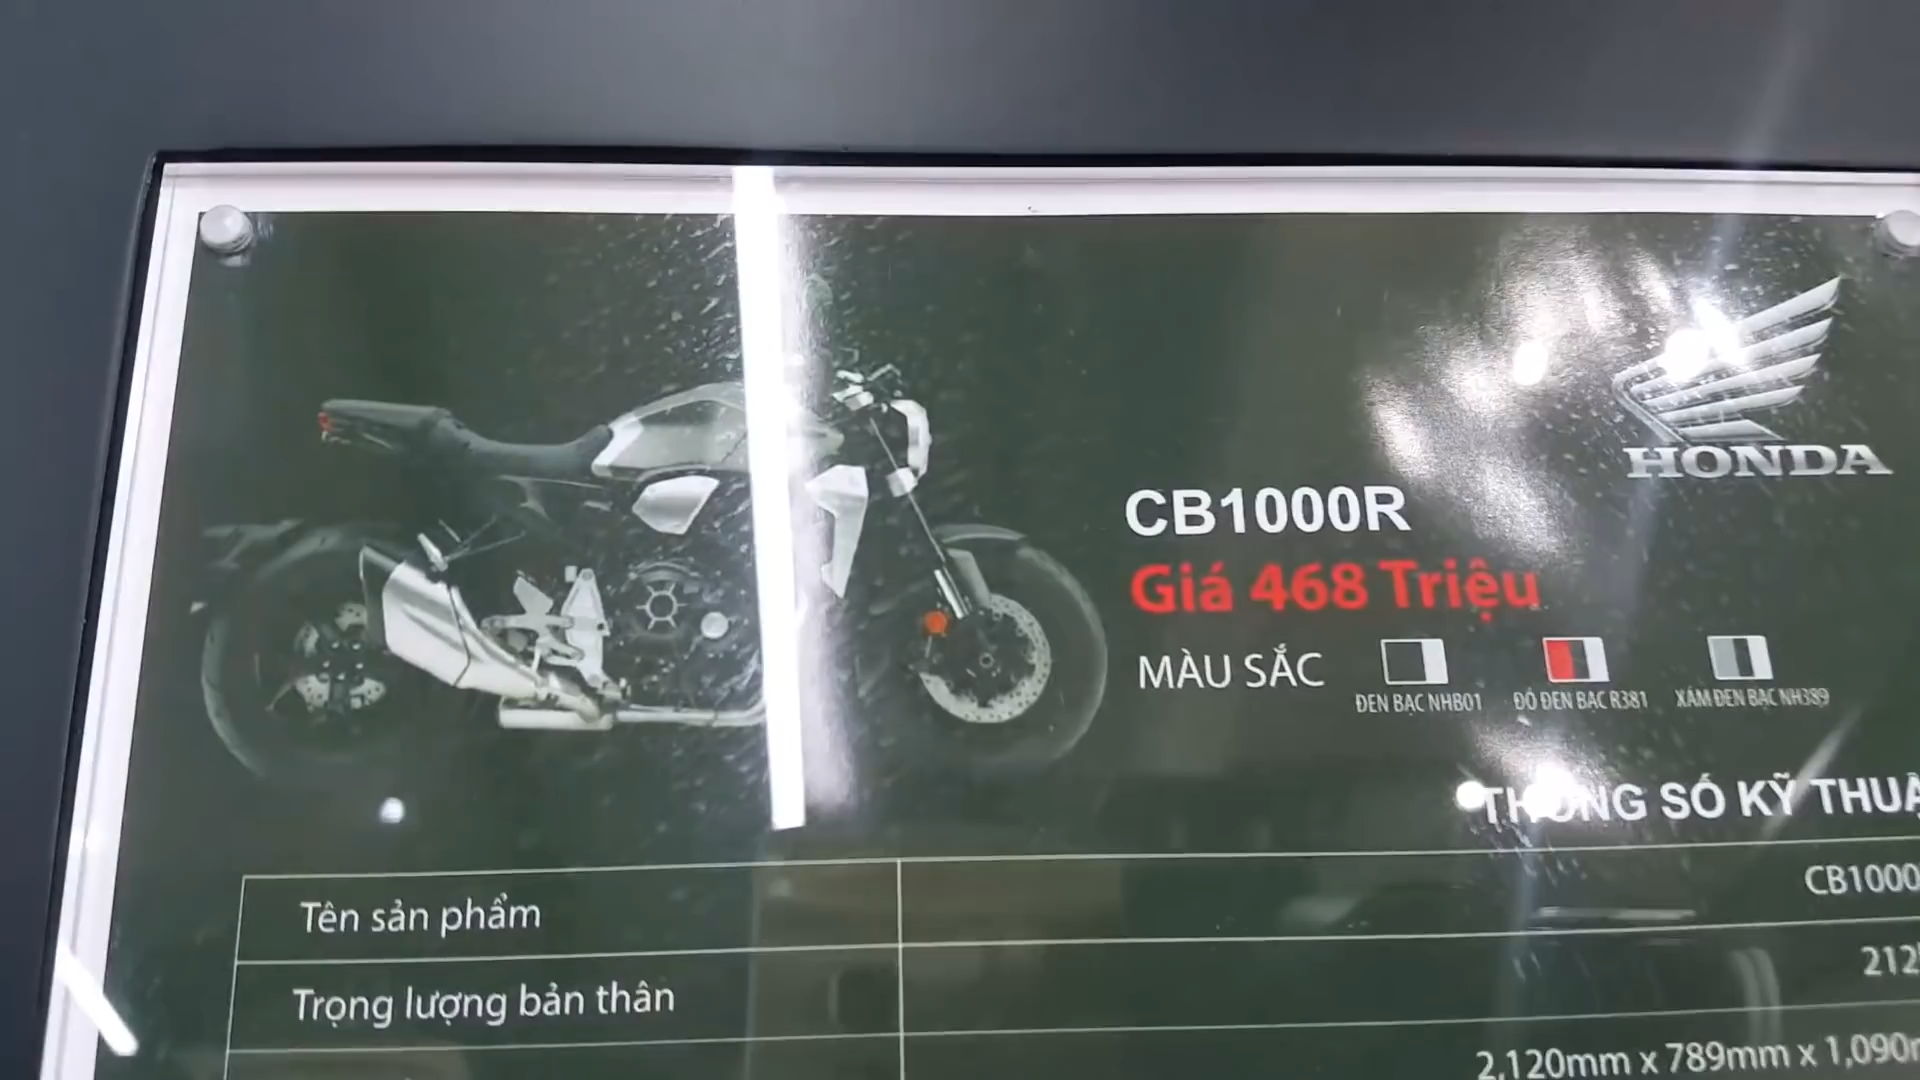 HONDA
CB1000R
Giá 468 Triệu
MÀU SẮC
ĐEN BẠC NHB01
ĐỎ ĐEN BẠC R381
XÁM ĐEN BẠC NH389
THÔNG SỐ KỸ THUẬ
Tên sản phẩm
CB1000
Trọng lượng bản thân
212
2,120mm x 789mm x 1,090